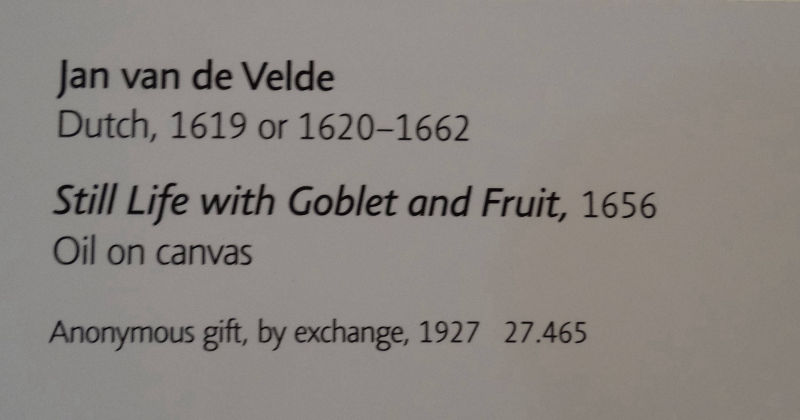 Jan van de Velde
Dutch, 1619 or 1620–1662
Still Life with Goblet and Fruit, 1656
Oil on canvas
Anonymous gift, by exchange, 1927 27.465